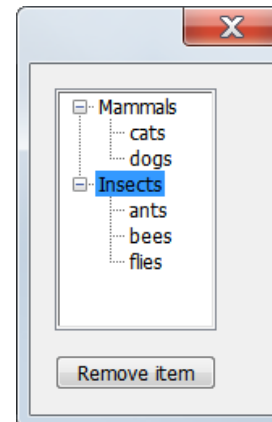 Mammals
cats
dogs
Insects
ants
bees
flies
Remove item